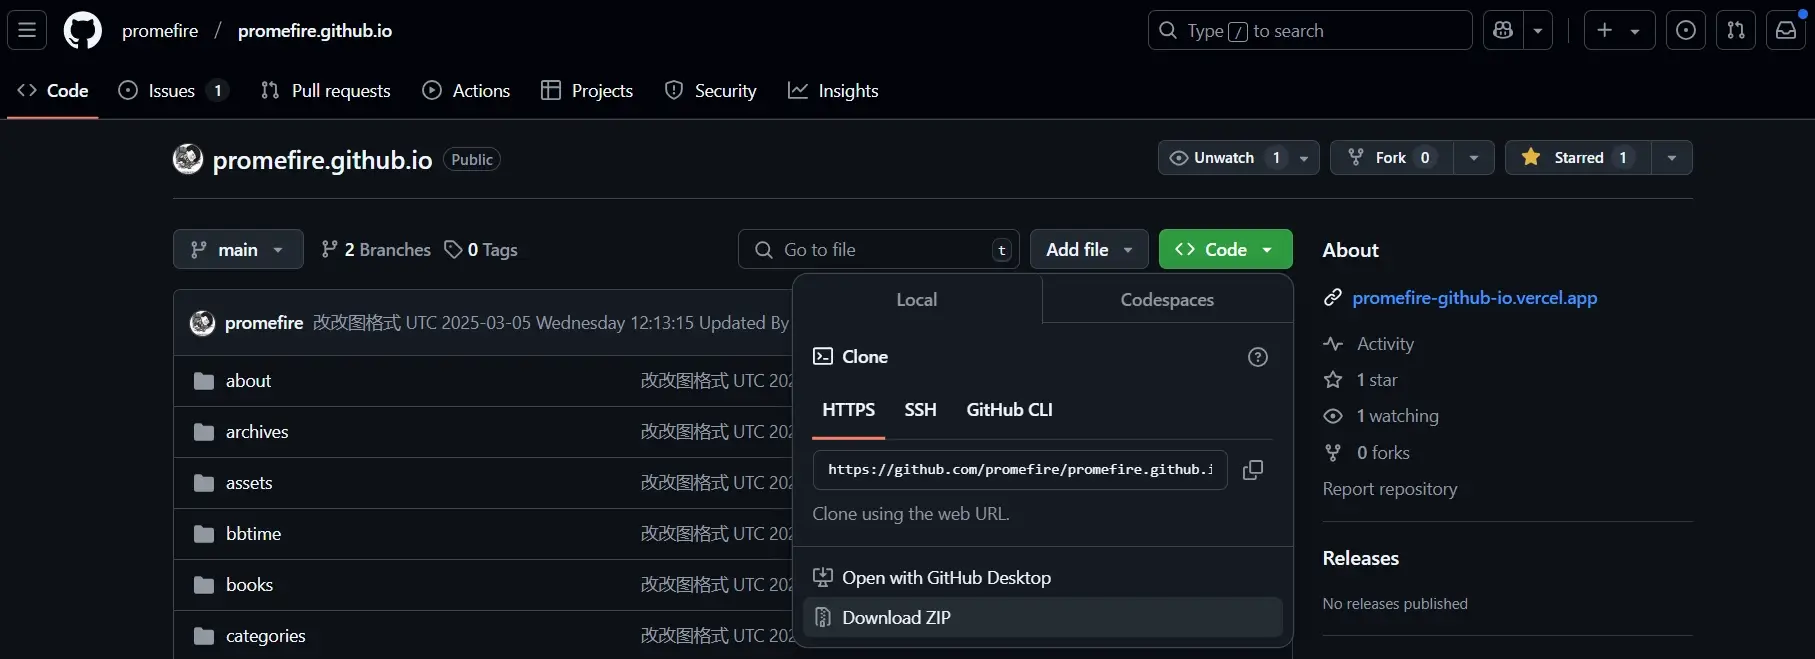 promefire / promefire.github.io
Type / to search
Code
Issues 1
Pull requests
Actions
Projects
Security
Insights
promefire.github.io Public
Unwatch 1
Fork 0
Starred 1
main
2 Branches
0 Tags
Go to file t
Add file
Code
promefire 改改图格式 UTC 2025-03-05 Wednesday 12:13:15 Updated By
about 改改图格式 UTC 202
archives 改改图格式 UTC 202
assets 改改图格式 UTC 202
bbtime 改改图格式 UTC 202
books 改改图格式 UTC 202
categories 改改图格式 UTC 202
Local
Codespaces
Clone
HTTPS
SSH
GitHub CLI
https://github.com/promefire/promefire.github.i
Clone using the web URL.
Open with GitHub Desktop
Download ZIP
About
promefire-github-io.vercel.app
Activity
1 star
1 watching
0 forks
Report repository
Releases
No releases published